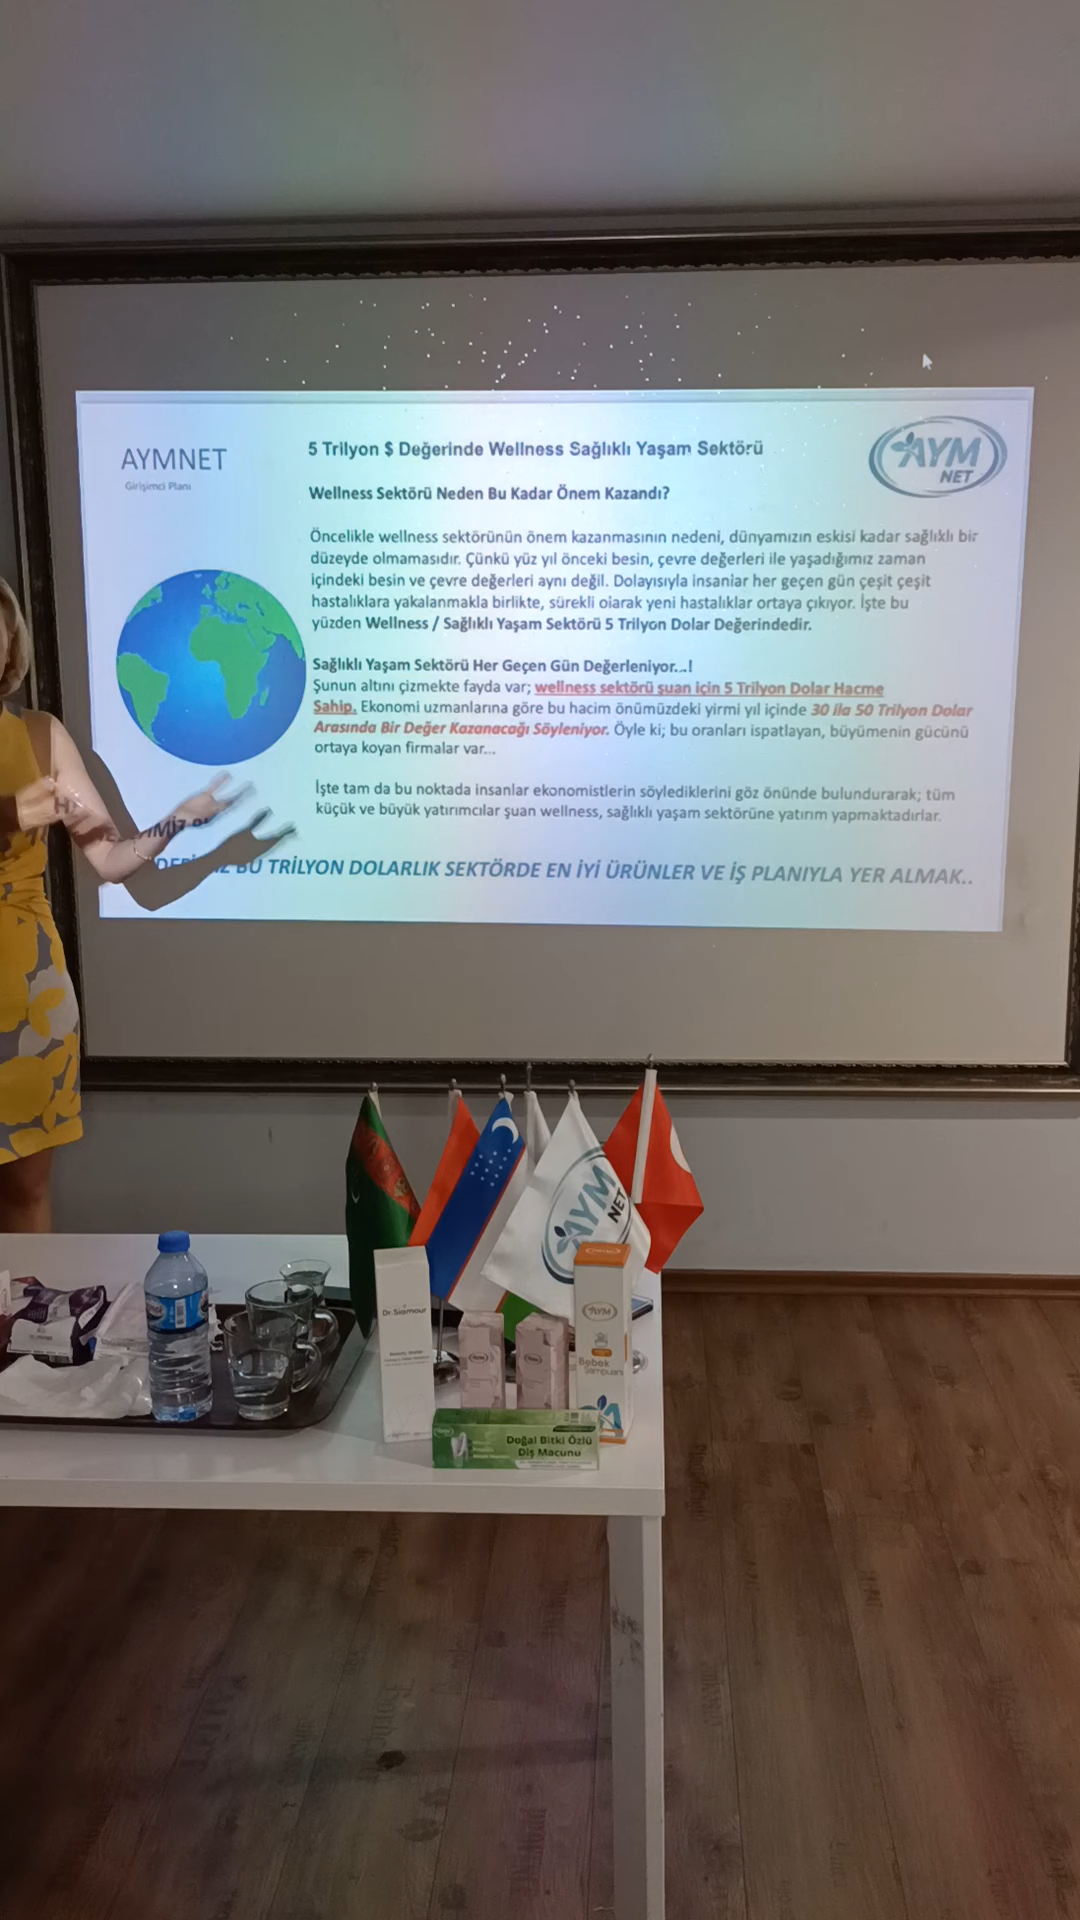 AYMNET
Girişimci Planı
5 Trilyon $ Değerinde Wellness Sağlıklı Yaşam Sektörü
AYM
NET
Wellness Sektörü Neden Bu Kadar Önem Kazandı?
Öncelikle wellness sektörünün önem kazanmasının nedeni, dünyamızın eskisi kadar sağlıklı bir
düzeyde olmamasıdır. Çünkü yüz yıl önceki besin, çevre değerleri ile yaşadığımız zaman
içindeki besin ve çevre değerleri aynı değil. Dolayısıyla insanlar her geçen gün çeşit çeşit
hastalıklara yakalanmakla birlikte, sürekli olarak yeni hastalıklar ortaya çıkıyor. İşte bu
yüzden Wellness / Sağlıklı Yaşam Sektörü 5 Trilyon Dolar Değerindedir.
Sağlıklı Yaşam Sektörü Her Geçen Gün Değerleniyor...!
Şunun altını çizmekte fayda var; wellness sektörü şuan için 5 Trilyon Dolar Hacme
Sahip. Ekonomi uzmanlarına göre bu hacim önümüzdeki yirmi yıl içinde 30 ila 50 Trilyon Dolar
Arasında Bir Değer Kazanacağı Söyleniyor. Öyle ki; bu oranları ispatlayan, büyümenin gücünü
ortaya koyan firmalar var...
İşte tam da bu noktada insanlar ekonomistlerin söylediklerini göz önünde bulundurarak; tüm
küçük ve büyük yatırımcılar şuan wellness, sağlıklı yaşam sektörüne yatırım yapmaktadırlar.
BU TRİLYON DOLARLIK SEKTÖRDE EN İYİ ÜRÜNLER VE İŞ PLANIYLA YER ALMAK..
AYM
NET
Dr.Siamour
AYM
Bebek
Şampuanı
Doğal Bitki Özlü
Diş Macunu